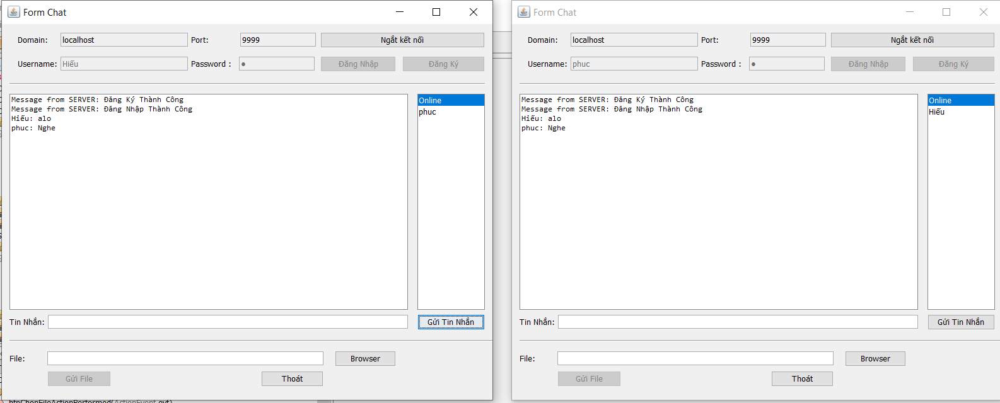 Form Chat
Domain: localhost Port: 9999 Ngắt kết nối
Username: Hiếu Password : Đăng Nhập Đăng Ký
Message from SERVER: Đăng Ký Thành Công
Message from SERVER: Đăng Nhập Thành Công
Hiếu: alo
phuc: Nghe
Online
phuc
Tin Nhắn: Gửi Tin Nhắn
File: Browser
Gửi File Thoát
Form Chat
Domain: localhost Port: 9999 Ngắt kết nối
Username: phuc Password : Đăng Nhập Đăng Ký
Message from SERVER: Đăng Ký Thành Công
Message from SERVER: Đăng Nhập Thành Công
Hiếu: alo
phuc: Nghe
Online
Hiếu
Tin Nhắn: Gửi Tin Nhắn
File: Browser
Gửi File Thoát
btnChonFileActionPerformed(ActionEvent evt)